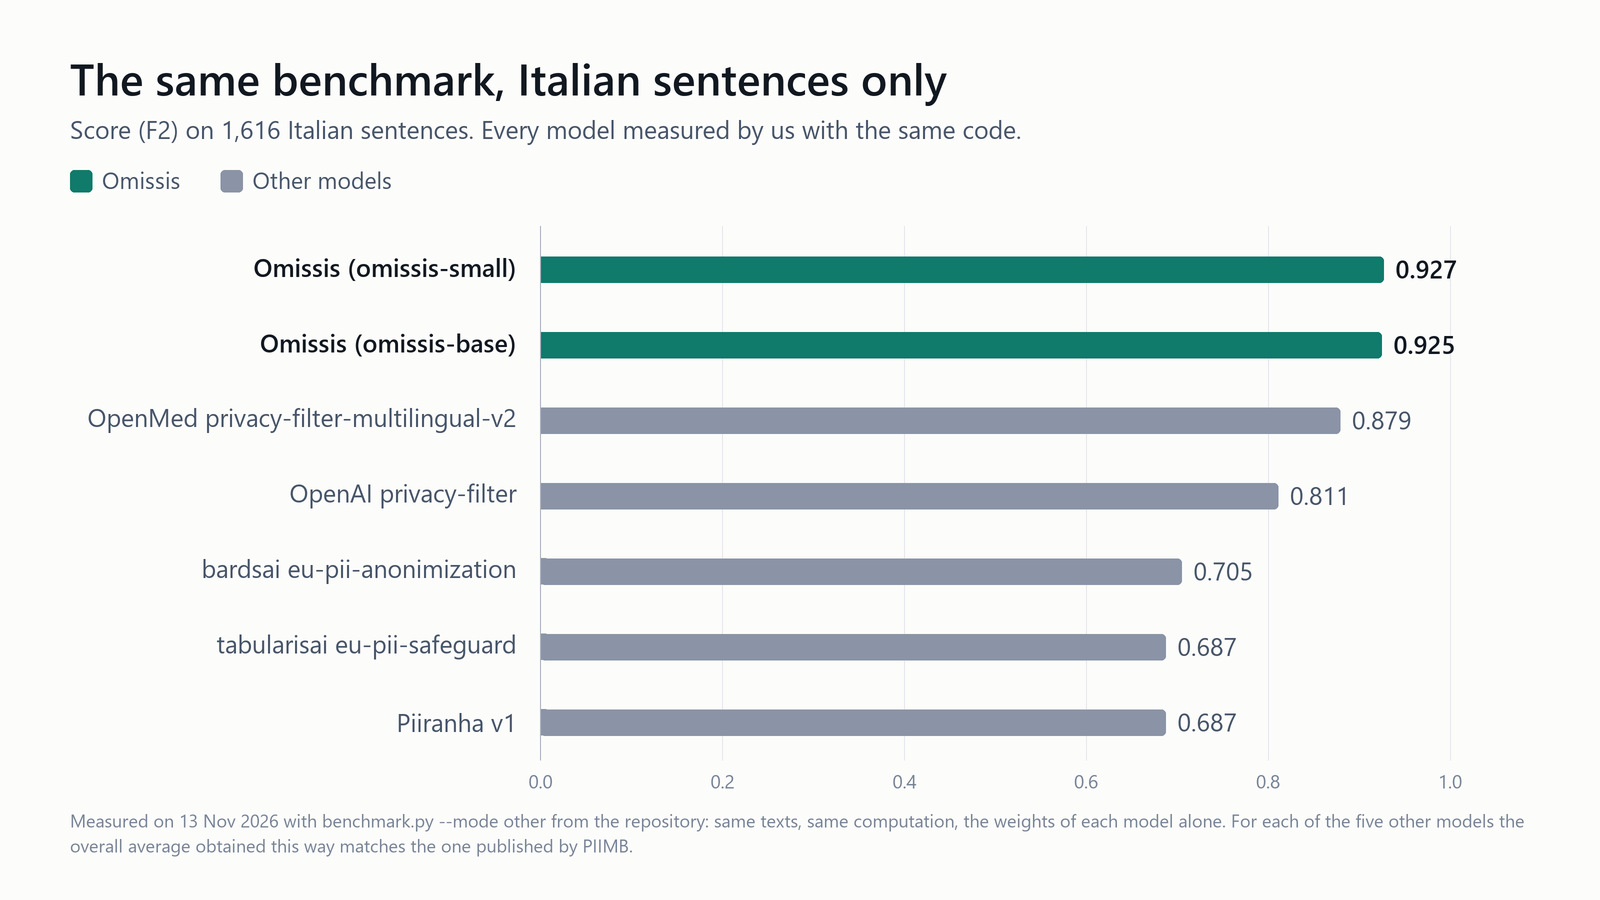 The same benchmark, Italian sentences only
Score (F2) on 1,616 Italian sentences. Every model measured by us with the same code.
Omissis
Other models
Omissis (omissis-small)
0.927
Omissis (omissis-base)
0.925
OpenMed privacy-filter-multilingual-v2
0.879
OpenAI privacy-filter
0.811
bardsai eu-pii-anonimization
0.705
tabularisai eu-pii-safeguard
0.687
Piiranha v1
0.687
0.0 0.2 0.4 0.6 0.8 1.0
Measured on 13 Nov 2026 with benchmark.py --mode other from the repository: same texts, same computation, the weights of each model alone. For each of the five other models the
overall average obtained this way matches the one published by PIIMB.